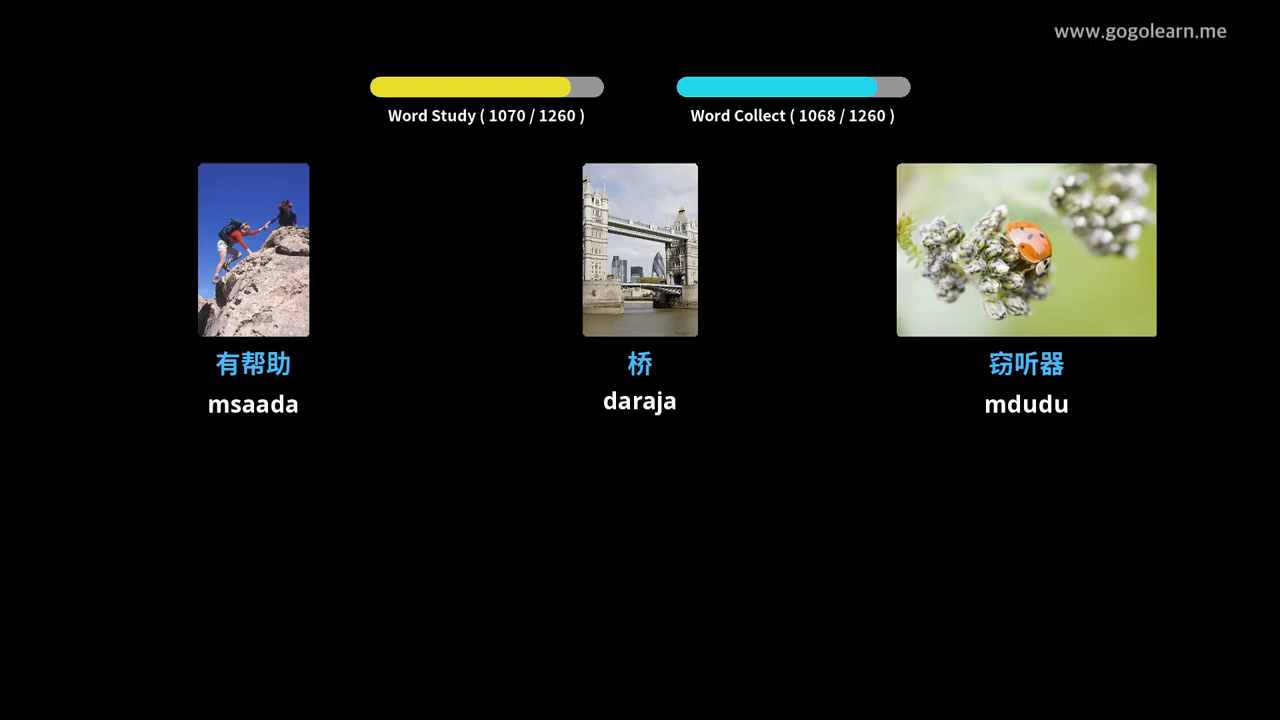 www.gogolearn.me
Word Study ( 1070 / 1260 )
Word Collect ( 1068 / 1260 )
有帮助
桥
窃听器
msaada
daraja
mdudu